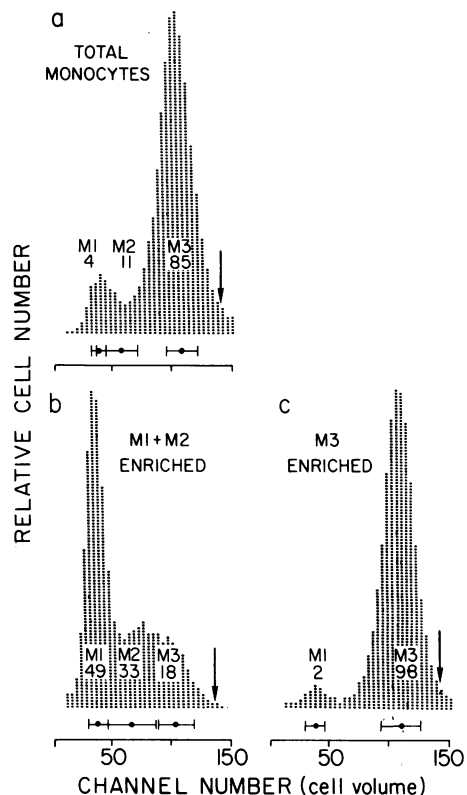 a
TOTAL
MONOCYTES
M1 M2 M3
4 11 85
RELATIVE CELL NUMBER
b
M1+M2
ENRICHED
M1 M2 M3
49 33 18
50 150
c
M3
ENRICHED
M1 M3
2 98
50 150
CHANNEL NUMBER (cell volume)